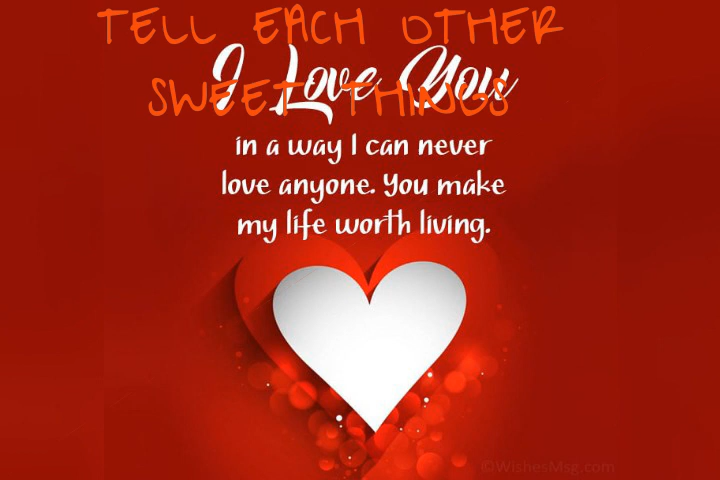 TELL EACH OTHER
I Love You
SWEET THINGS
in a way I can never
love anyone. You make
my life worth living.
©WishesMsg.com